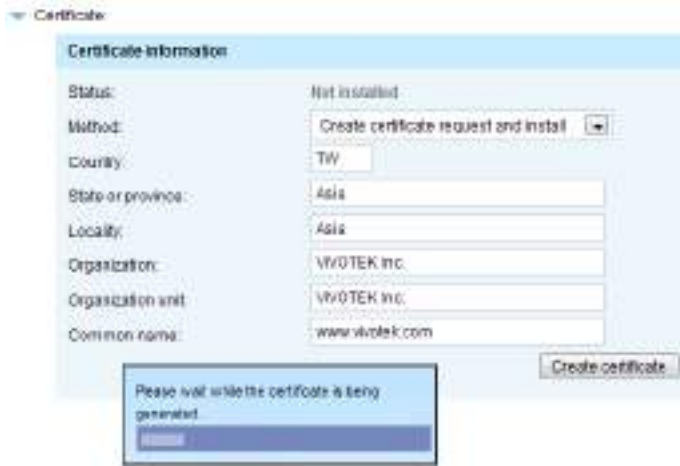 Certificate
Certificate information
Status: Not installed
Method: Create certificate request and install
Country: TW
State or province: Asia
Locality: Asia
Organization: VIVOTEK Inc.
Organization unit: VIVOTEK Inc.
Common name: www.vivotek.com
Create certificate
Please wait while the certificate is being
generated